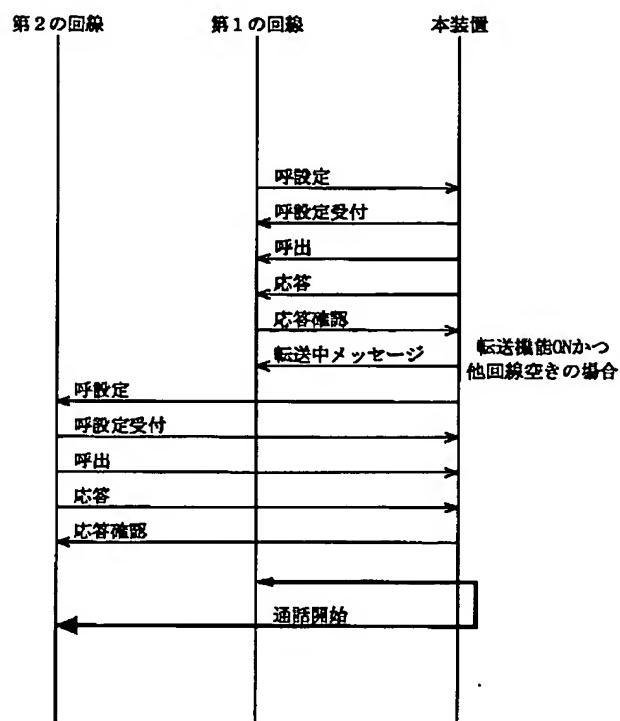 第2の回線
第1の回線
本装置
呼設定
呼設定受付
呼出
応答
応答確認
転送中メッセージ
転送機能ONかつ
他回線空きの場合
呼設定
呼設定受付
呼出
応答
応答確認
通話開始